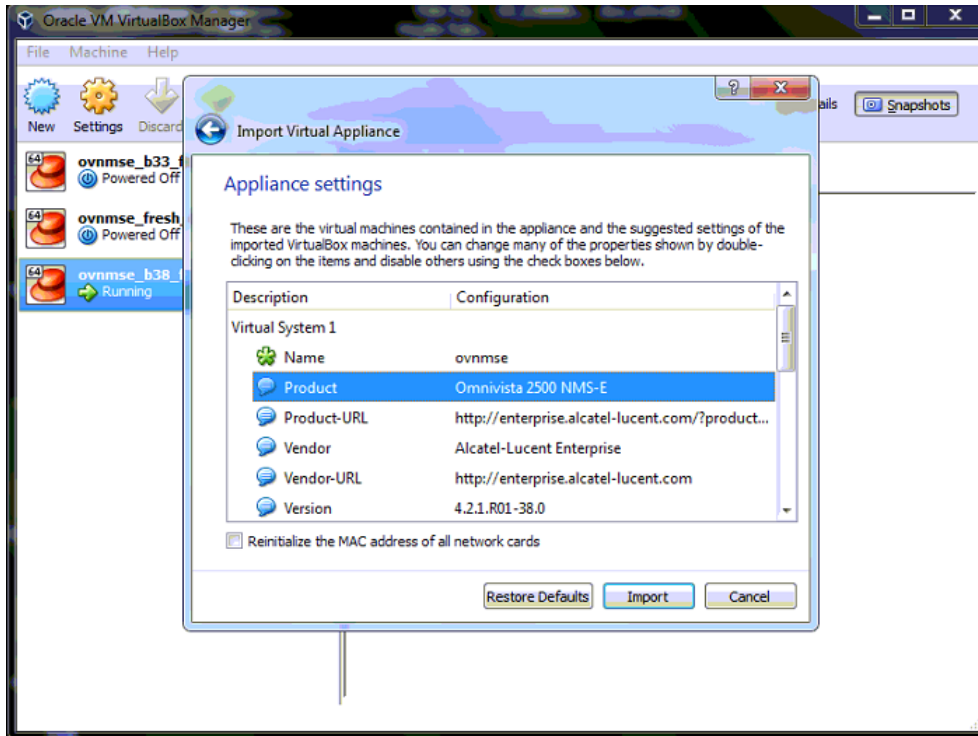 Oracle VM VirtualBox Manager
File Machine Help
New Settings Discard
ails Snapshots
64 ovnmse_b33_f
Powered Off
64 ovnmse_fresh_
Powered Off
64 ovnmse_b38_f
Running
Import Virtual Appliance
Appliance settings
These are the virtual machines contained in the appliance and the suggested settings of the
imported VirtualBox machines. You can change many of the properties shown by double-
clicking on the items and disable others using the check boxes below.
Description Configuration
Virtual System 1
Name ovnmse
Product Omnivista 2500 NMS-E
Product-URL http://enterprise.alcatel-lucent.com/?product...
Vendor Alcatel-Lucent Enterprise
Vendor-URL http://enterprise.alcatel-lucent.com
Version 4.2.1.R01-38.0
Reinitialize the MAC address of all network cards
Restore Defaults Import Cancel